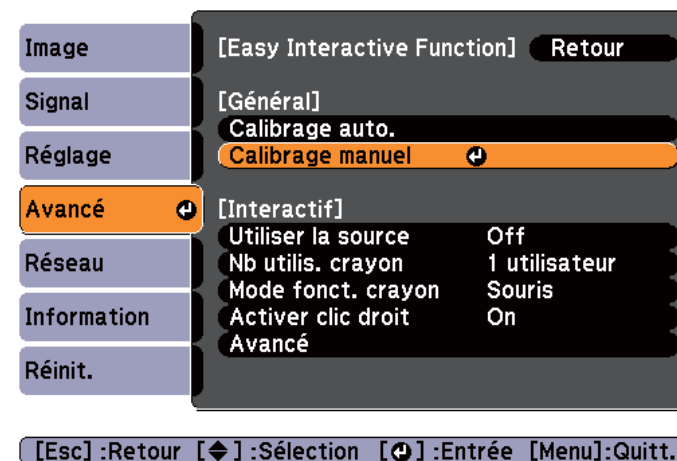 Image
Signal
Réglage
Avancé
Réseau
Information
Réinit.
[Easy Interactive Function] Retour
[Général]
Calibrage auto.
Calibrage manuel
[Interactif]
Utiliser la source Off
Nb utilis. crayon 1 utilisateur
Mode fonct. crayon Souris
Activer clic droit On
Avancé
[Esc] :Retour [◆] :Sélection [⏎] :Entrée [Menu]:Quitt.